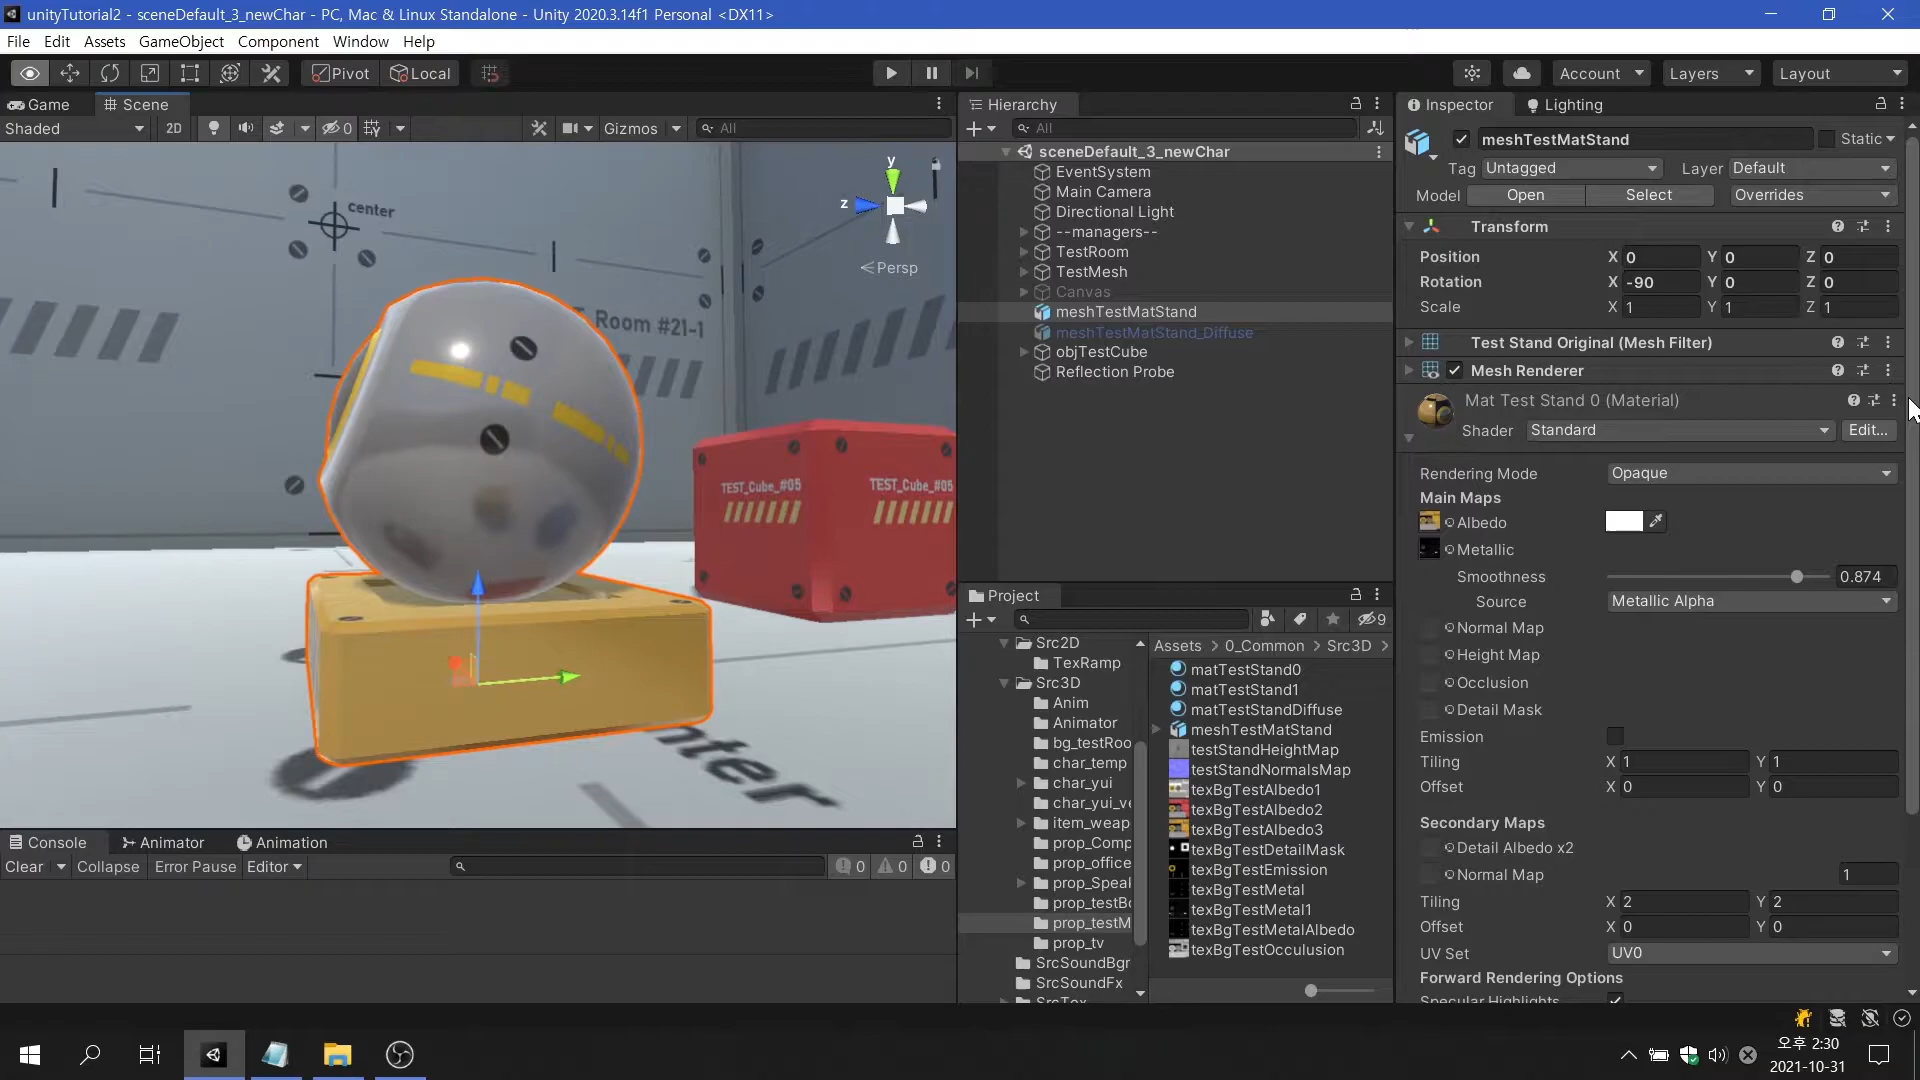 unityTutorial2 - sceneDefault_3_newChar - PC, Mac & Linux Standalone - Unity 2020.3.14f1 Personal <DX11>
File Edit Assets GameObject Component Window Help
Pivot Local Account Layers Layout
Game Scene
Shaded 2D 0 Gizmos All
center
Room #21-1
y
z
Persp
TEST_Cube_#05 TEST_Cube_#05
Console Animator Animation
Clear Collapse Error Pause Editor 0 0 0
Hierarchy
All
sceneDefault_3_newChar
EventSystem
Main Camera
Directional Light
--managers--
TestRoom
TestMesh
Canvas
meshTestMatStand
meshTestMatStand_Diffuse
objTestCube
Reflection Probe
Project
9
Src2D
TexRamp
Src3D
Anim
Animator
bg_testRoo
char_temp
char_yui
char_yui_ve
item_weap
prop_Comp
prop_office
prop_Speak
prop_testBo
prop_testM
prop_tv
SrcSoundBgr
SrcSoundFx
SrcTex
Assets > 0_Common > Src3D >
matTestStand0
matTestStand1
matTestStandDiffuse
meshTestMatStand
testStandHeightMap
testStandNormalsMap
texBgTestAlbedo1
texBgTestAlbedo2
texBgTestAlbedo3
texBgTestDetailMask
texBgTestEmission
texBgTestMetal
texBgTestMetal1
texBgTestMetalAlbedo
texBgTestOcculusion
Inspector Lighting
meshTestMatStand Static
Tag Untagged Layer Default
Model Open Select Overrides
Transform
Position X 0 Y 0 Z 0
Rotation X -90 Y 0 Z 0
Scale X 1 Y 1 Z 1
Test Stand Original (Mesh Filter)
Mesh Renderer
Mat Test Stand 0 (Material)
Shader Standard Edit...
Rendering Mode Opaque
Main Maps
Albedo
Metallic
Smoothness 0.874
Source Metallic Alpha
Normal Map
Height Map
Occlusion
Detail Mask
Emission
Tiling X 1 Y 1
Offset X 0 Y 0
Secondary Maps
Detail Albedo x2
Normal Map 1
Tiling X 2 Y 2
Offset X 0 Y 0
UV Set UV0
Forward Rendering Options
Specular Highlights
오후 2:30
2021-10-31